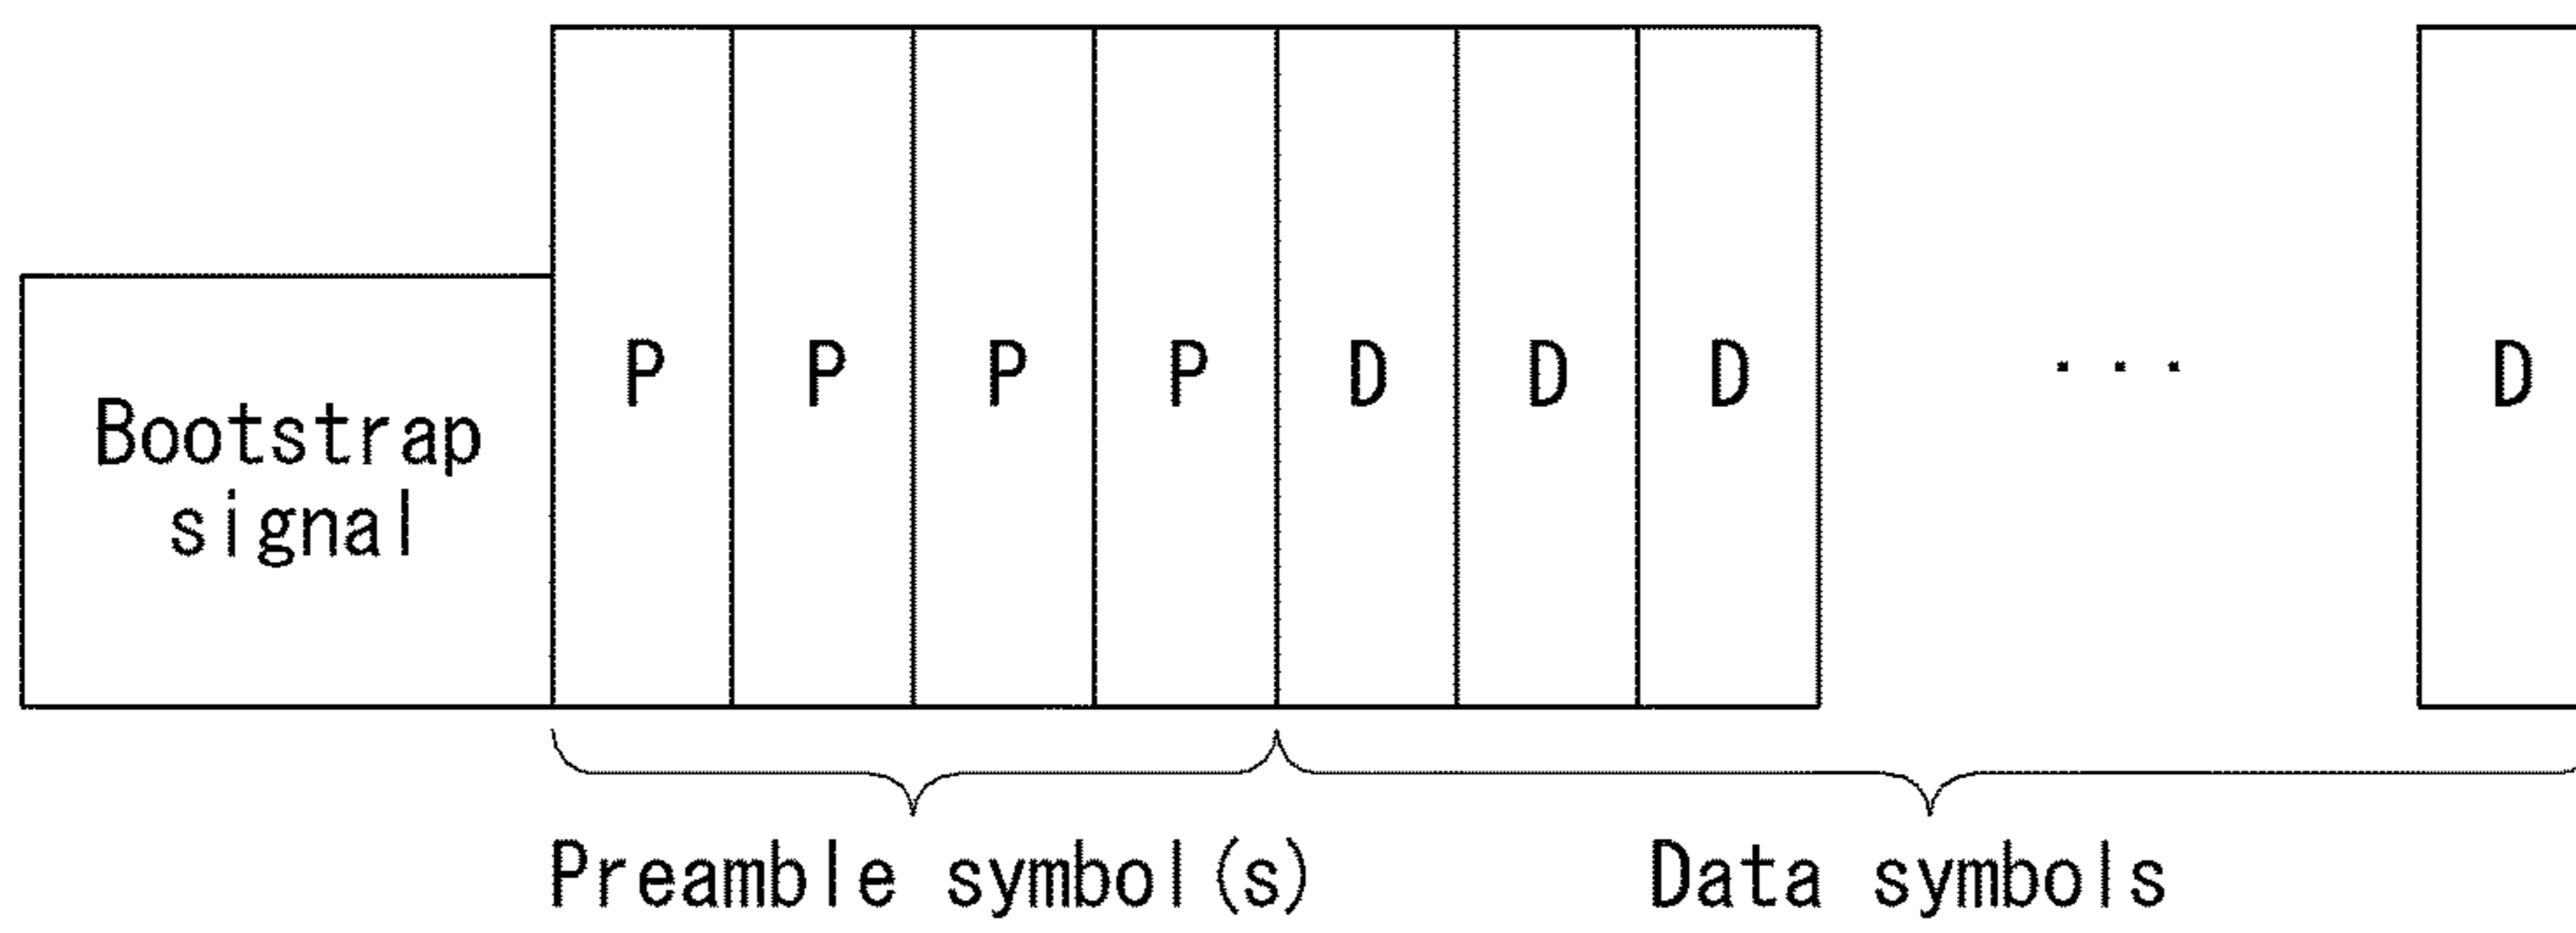 P P P P D D D ... D
Bootstrap
signal
Preamble symbol(s) Data symbols